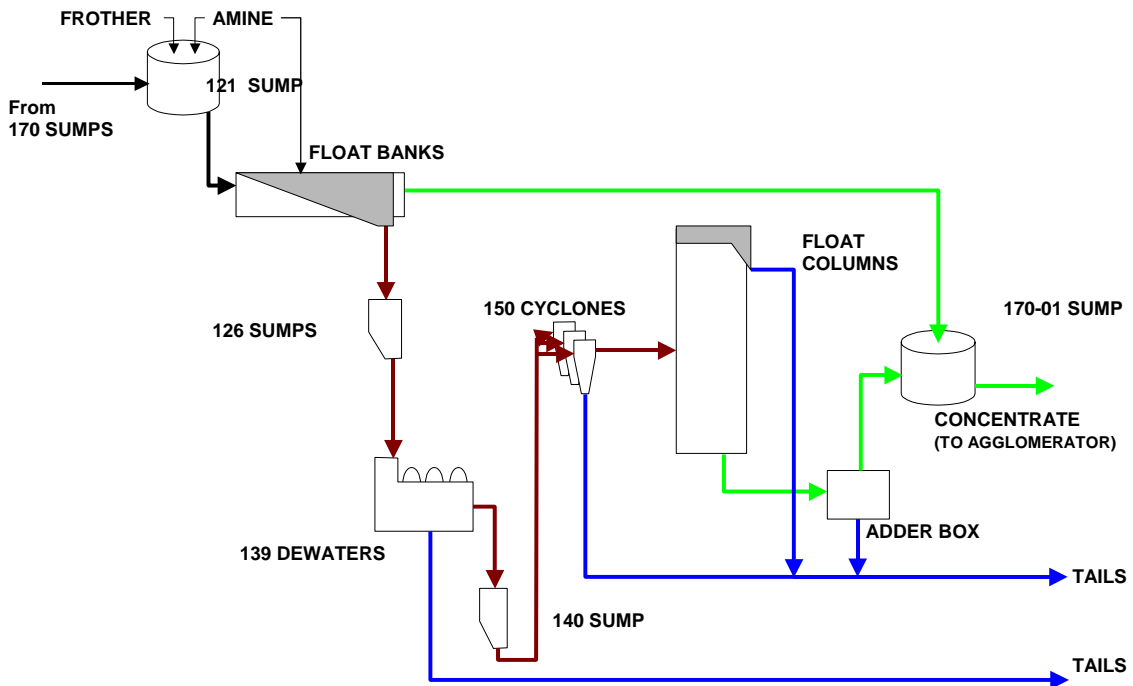 FROTHER
AMINE
121 SUMP
From
170 SUMPS
FLOAT BANKS
FLOAT
COLUMNS
126 SUMPS
150 CYCLONES
170-01 SUMP
CONCENTRATE
(TO AGGLOMERATOR)
139 DEWATERS
ADDER BOX
TAILS
140 SUMP
TAILS